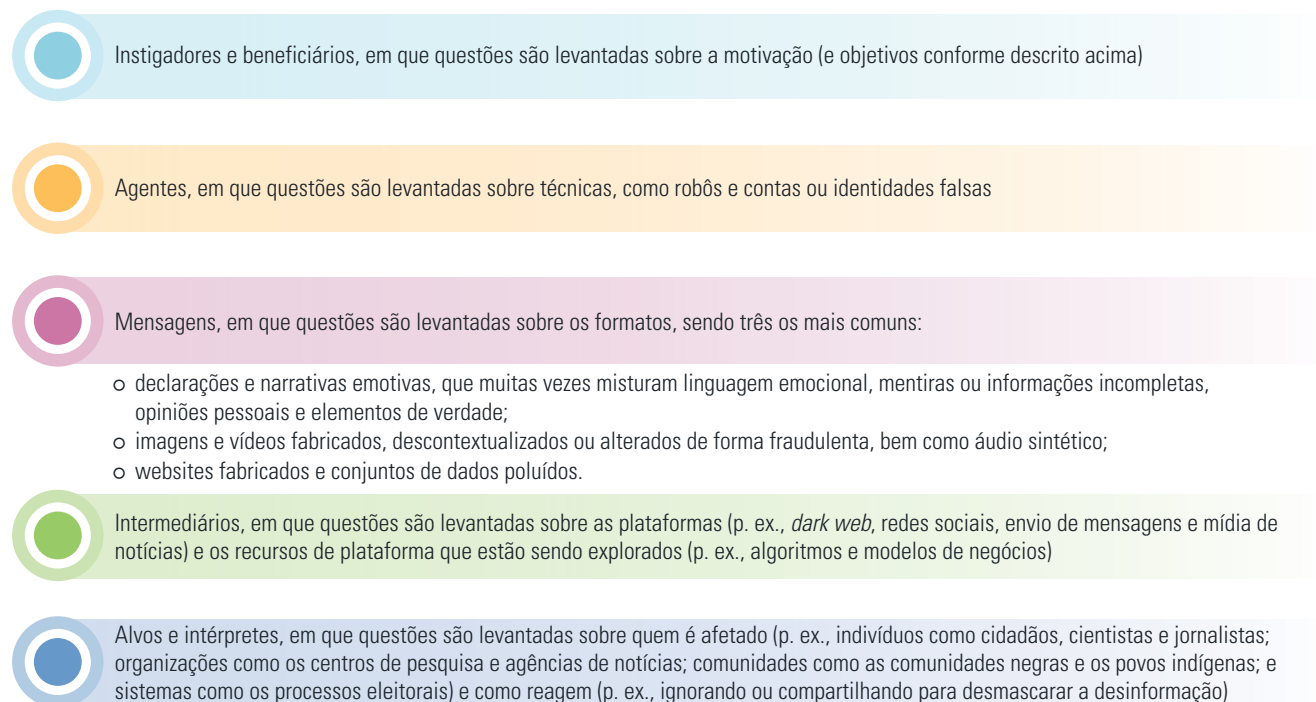 Instigadores e beneficiários, em que questões são levantadas sobre a motivação (e objetivos conforme descrito acima)
Agentes, em que questões são levantadas sobre técnicas, como robôs e contas ou identidades falsas
Mensagens, em que questões são levantadas sobre os formatos, sendo três os mais comuns:
o declarações e narrativas emotivas, que muitas vezes misturam linguagem emocional, mentiras ou informações incompletas,
opiniões pessoais e elementos de verdade;
o imagens e vídeos fabricados, descontextualizados ou alterados de forma fraudulenta, bem como áudio sintético;
o websites fabricados e conjuntos de dados poluídos.
Intermediários, em que questões são levantadas sobre as plataformas (p. ex., dark web, redes sociais, envio de mensagens e mídia de
notícias) e os recursos de plataforma que estão sendo explorados (p. ex., algoritmos e modelos de negócios)
Alvos e intérpretes, em que questões são levantadas sobre quem é afetado (p. ex., indivíduos como cidadãos, cientistas e jornalistas;
organizações como os centros de pesquisa e agências de notícias; comunidades como as comunidades negras e os povos indígenas; e
sistemas como os processos eleitorais) e como reagem (p. ex., ignorando ou compartilhando para desmascarar a desinformação)